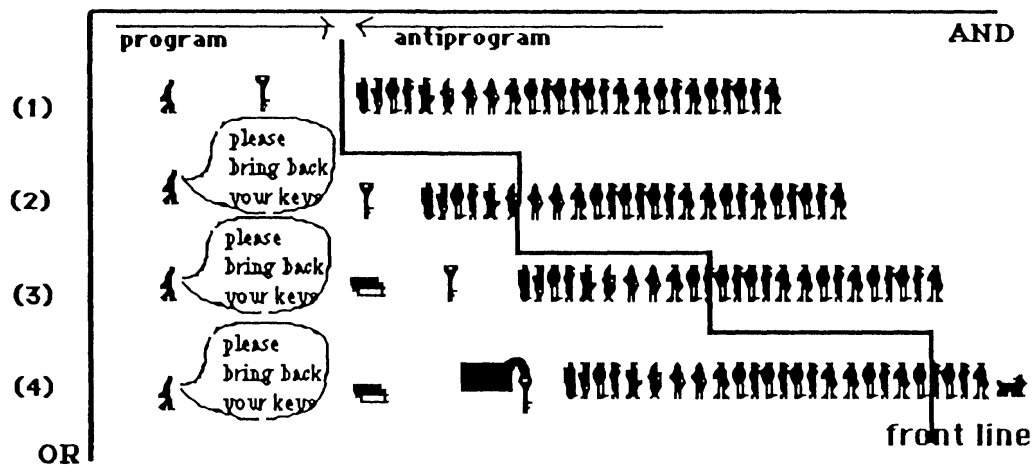 program
antiprogram
AND
(1)
please
bring back
your keys
(2)
please
bring back
your keys
(3)
please
bring back
your keys
(4)
front line
OR